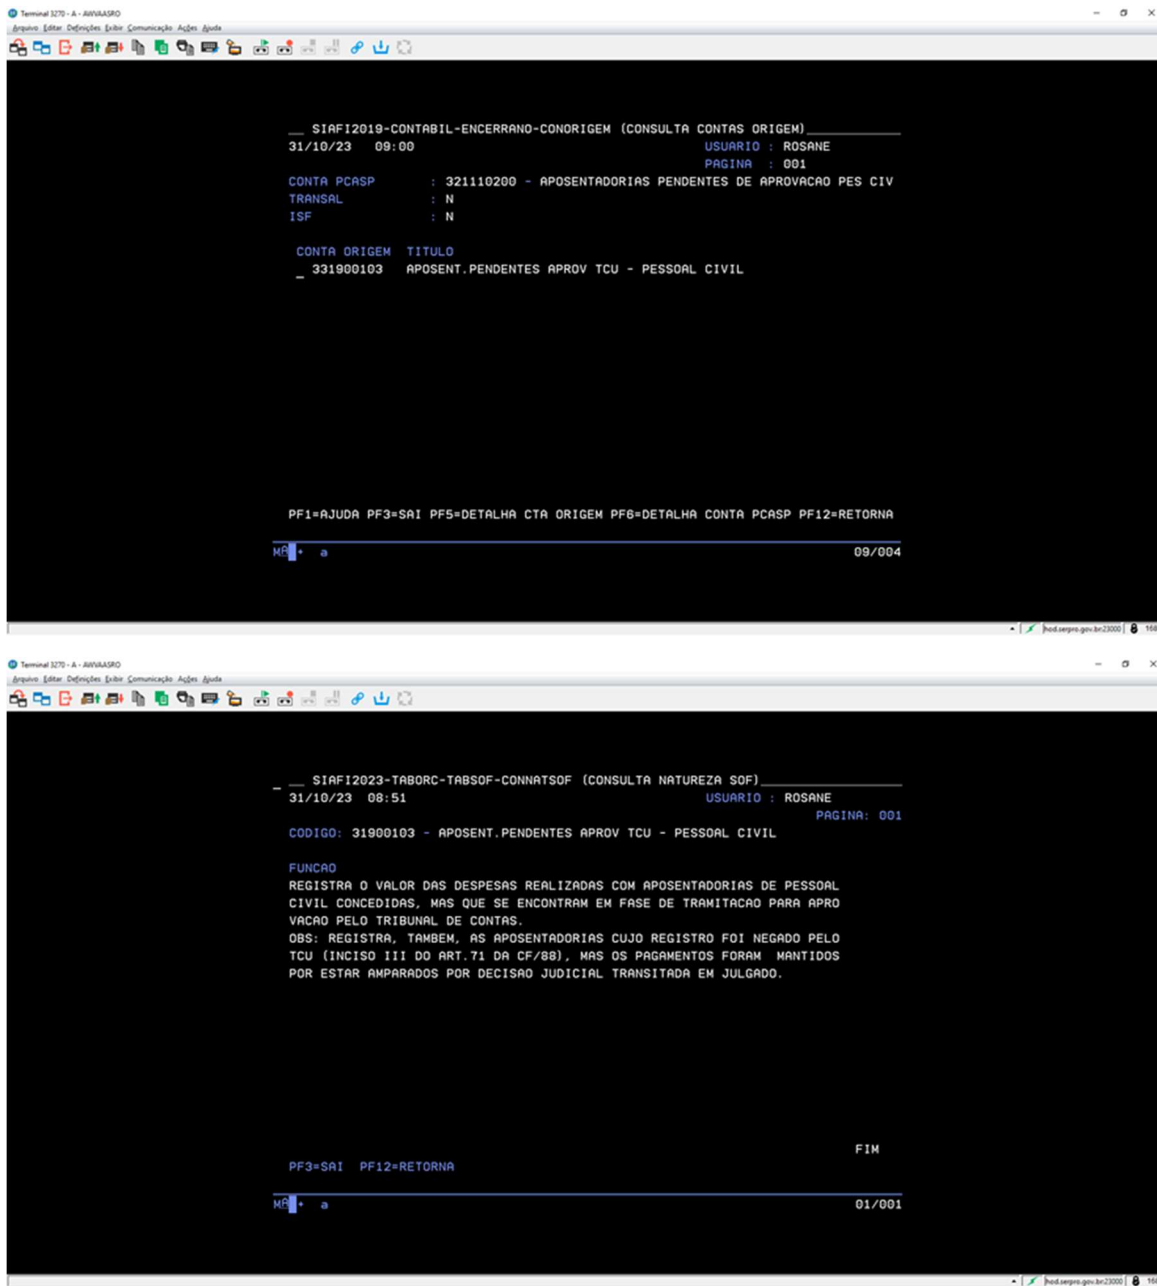 Terminal 3270 - A - AWVAASRO
Arquivo Editar Definições Exibir Comunicação Ações Ajuda
__ SIAFI2019-CONTABIL-ENCERRANO-CONORIGEM (CONSULTA CONTAS ORIGEM)____________
31/10/23 09:00 USUARIO : ROSANE
PAGINA : 001
CONTA PCASP : 321110200 - APOSENTADORIAS PENDENTES DE APROVACAO PES CIV
TRANSAL : N
ISF : N
CONTA ORIGEM TITULO
_ 331900103 APOSENT.PENDENTES APROV TCU - PESSOAL CIVIL
PF1=AJUDA PF3=SAI PF5=DETALHA CTA ORIGEM PF6=DETALHA CONTA PCASP PF12=RETORNA
MA + a 09/004
hod.serpro.gov.br:23000 168
Terminal 3270 - A - AWVAASRO
Arquivo Editar Definições Exibir Comunicação Ações Ajuda
_ __ SIAFI2023-TABORC-TABSOF-CONNATSOF (CONSULTA NATUREZA SOF)__________________
31/10/23 08:51 USUARIO : ROSANE
PAGINA: 001
CODIGO: 31900103 - APOSENT.PENDENTES APROV TCU - PESSOAL CIVIL
FUNCAO
REGISTRA O VALOR DAS DESPESAS REALIZADAS COM APOSENTADORIAS DE PESSOAL
CIVIL CONCEDIDAS, MAS QUE SE ENCONTRAM EM FASE DE TRAMITACAO PARA APRO
VACAO PELO TRIBUNAL DE CONTAS.
OBS: REGISTRA, TAMBEM, AS APOSENTADORIAS CUJO REGISTRO FOI NEGADO PELO
TCU (INCISO III DO ART.71 DA CF/88), MAS OS PAGAMENTOS FORAM MANTIDOS
POR ESTAR AMPARADOS POR DECISAO JUDICIAL TRANSITADA EM JULGADO.
FIM
PF3=SAI PF12=RETORNA
MA + a 01/001
hod.serpro.gov.br:23000 168